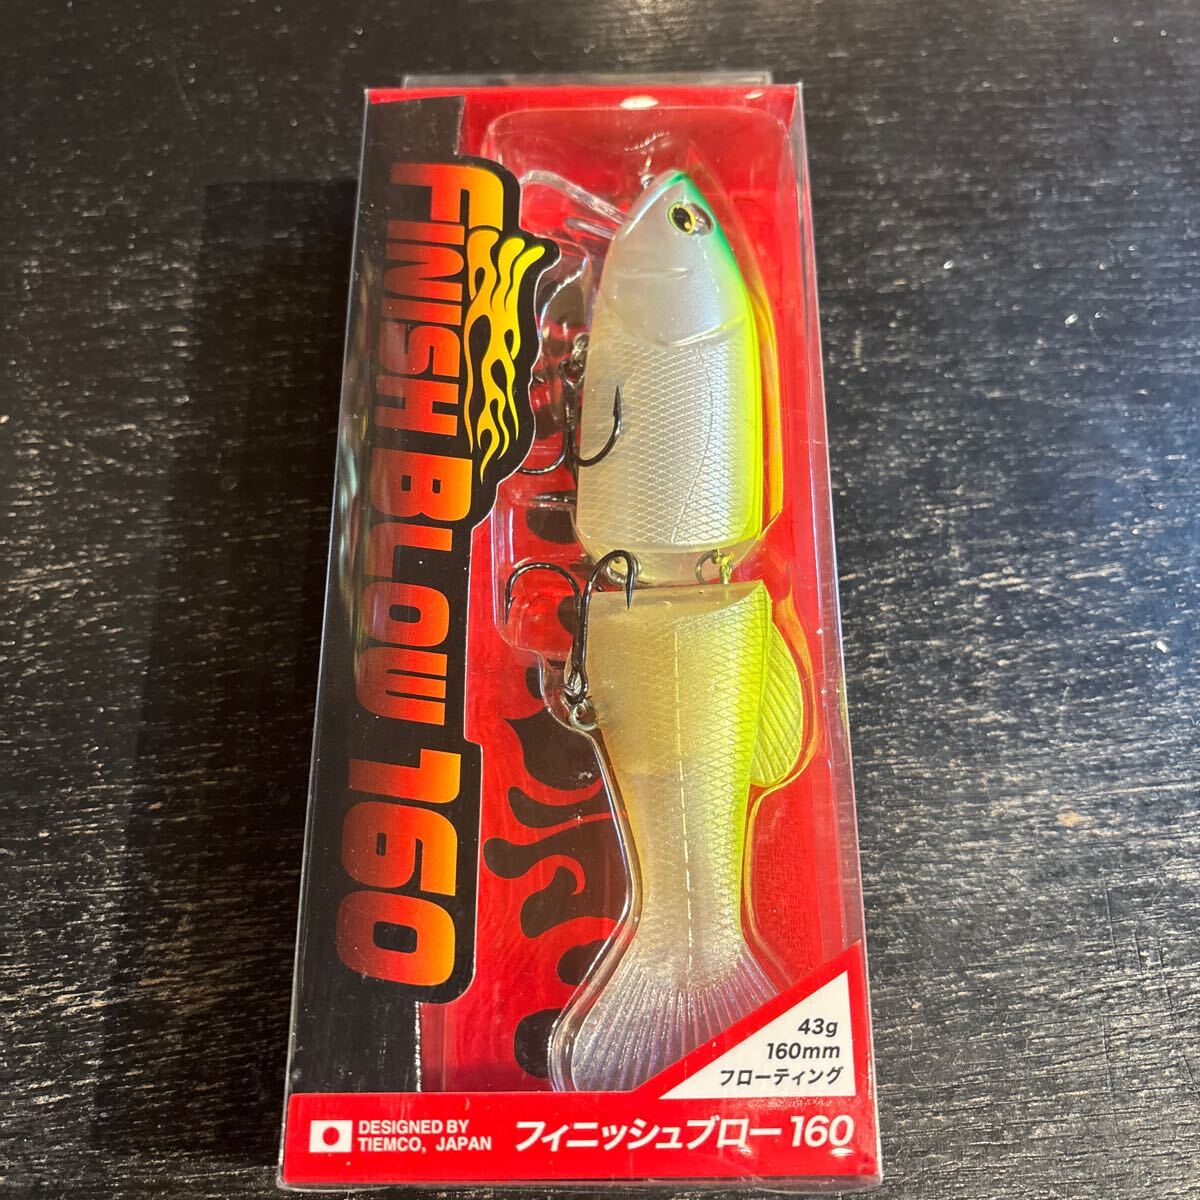 FINISH BLOW 160
43g
160mm
フローティング
DESIGNED BY
TIEMCO, JAPAN
フィニッシュブロー 160